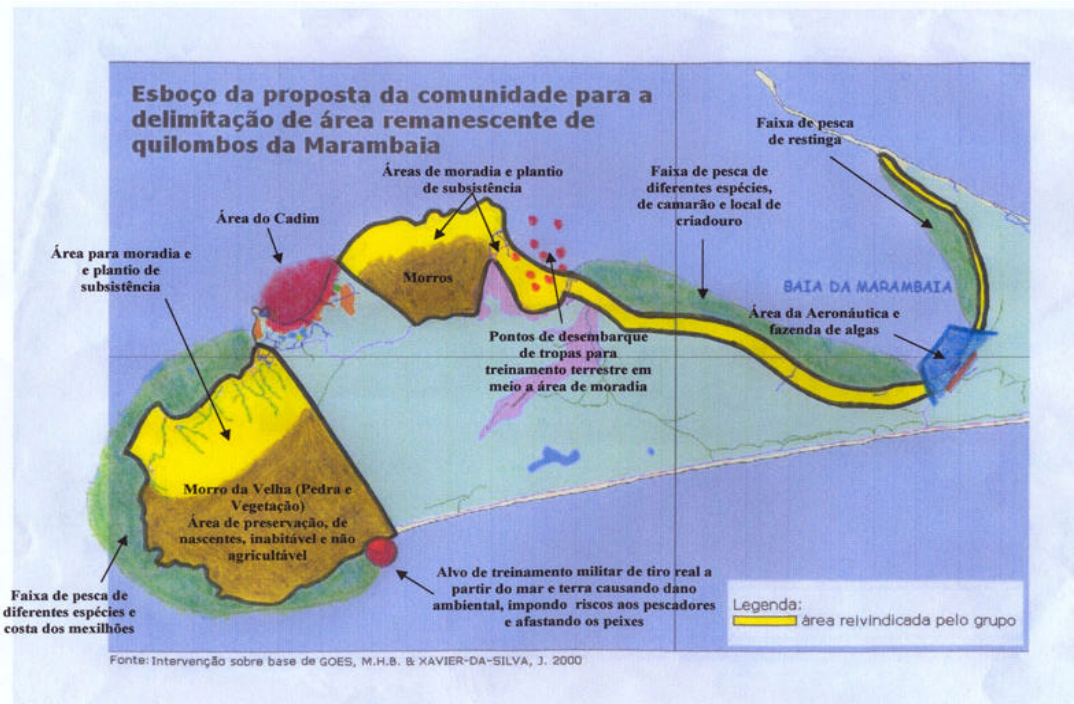 Esboço da proposta da comunidade para a
delimitação de área remanescente de
quilombos da Marambaia
Faixa de pesca
de restinga
Áreas de moradia e plantio
de subsistência
Faixa de pesca de
diferentes espécies,
de camarão e local de
criadouro
Área do Cadim
Área para moradia e
e plantio de
subsistência
Morros
BAIA DA MARAMBAIA
Área da Aeronáutica e
fazenda de algas
Pontos de desembarque
de tropas para
treinamento terrestre em
meio a área de moradia
Morro da Velha (Pedra e
Vegetação)
Área de preservação, de
nascentes, inabitável e não
agricultável
Faixa de pesca de
diferentes espécies e
costa dos mexilhões
Alvo de treinamento militar de tiro real a
partir do mar e terra causando dano
ambiental, impondo riscos aos pescadores
e afastando os peixes
Legenda:
área reivindicada pelo grupo
Fonte: Intervenção sobre base de GOES, M.H.B. & XAVIER-DA-SILVA, J. 2000